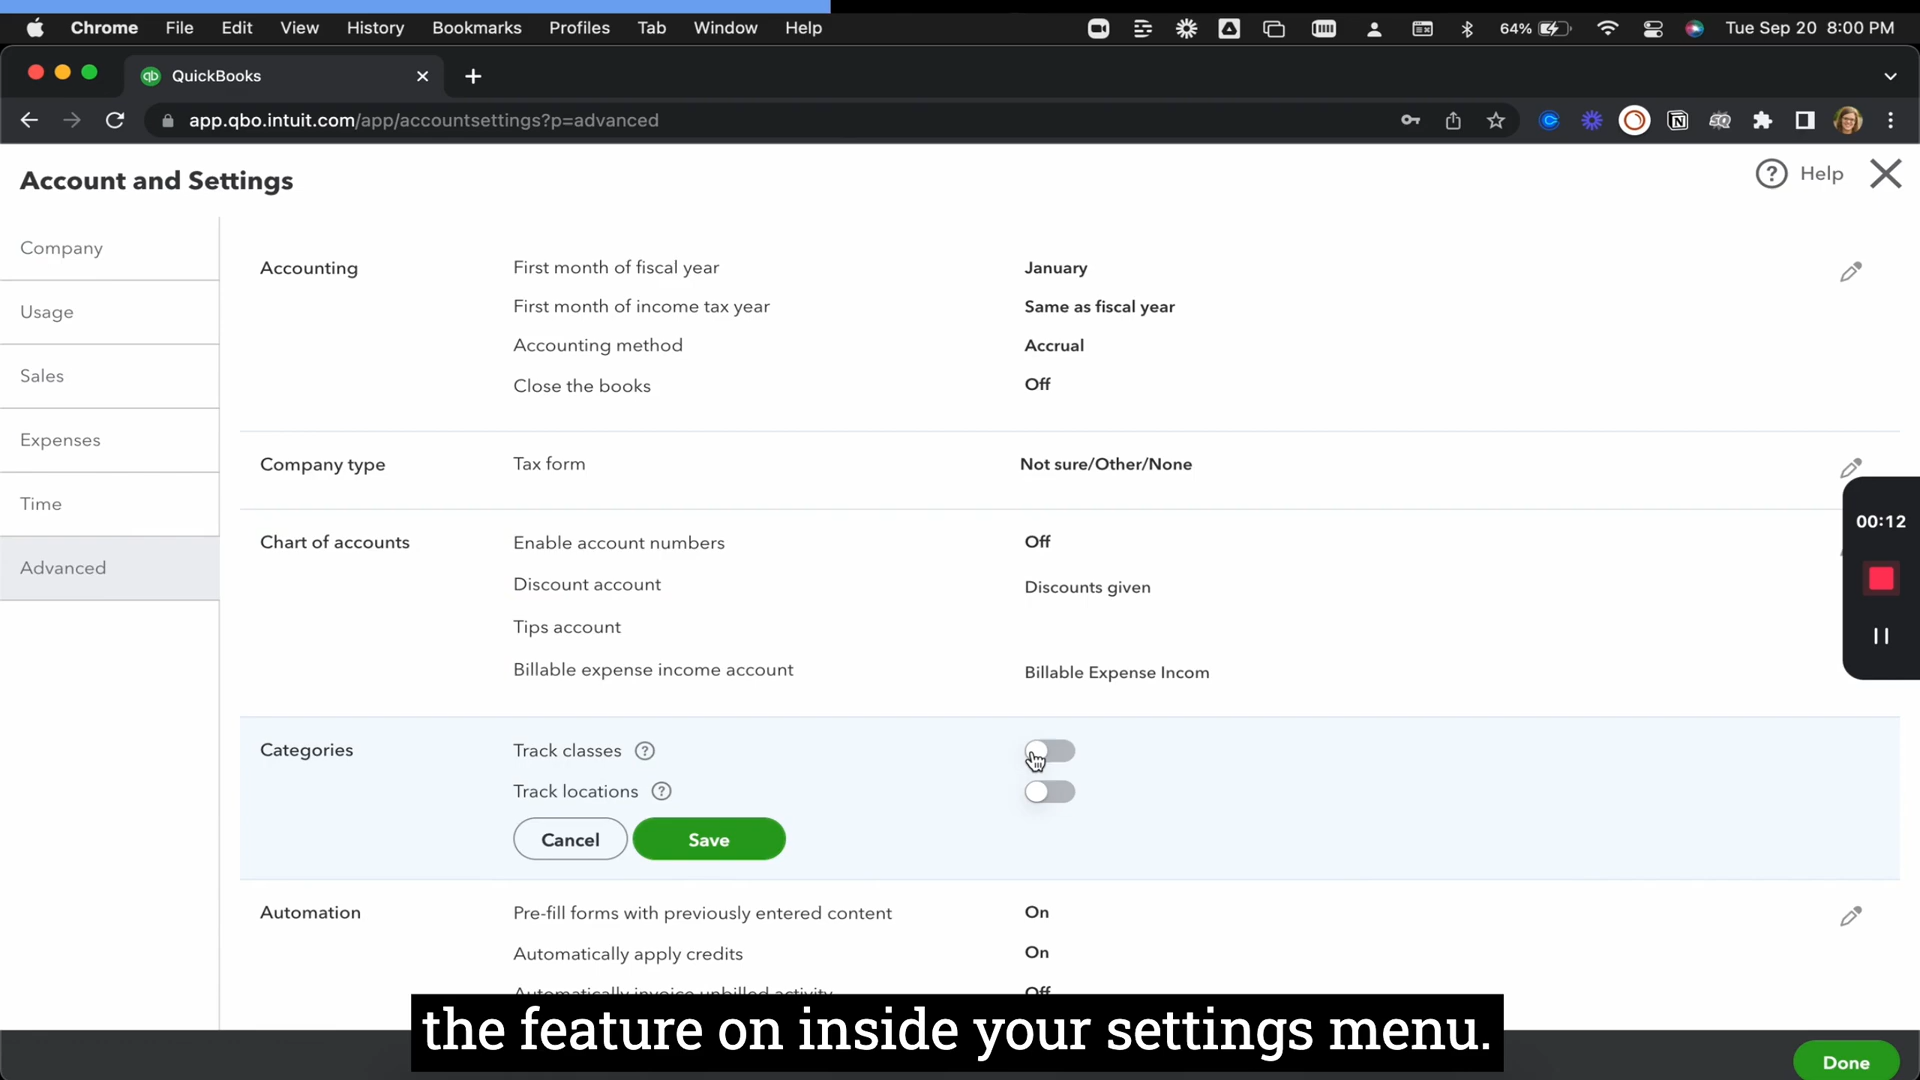 Chrome File Edit View History Bookmarks Profiles Tab Window Help 64% Tue Sep 20 8:00 PM
qb QuickBooks
app.qbo.intuit.com/app/accountsettings?p=advanced
Account and Settings
? Help
Company
Usage
Sales
Expenses
Time
Advanced
Accounting
First month of fiscal year January
First month of income tax year Same as fiscal year
Accounting method Accrual
Close the books Off
Company type Tax form Not sure/Other/None
Chart of accounts Enable account numbers Off
Discount account Discounts given
Tips account
Billable expense income account Billable Expense Incom
Categories Track classes ?
Track locations ?
Cancel Save
Automation Pre-fill forms with previously entered content On
Automatically apply credits On
Automatically invoice unbilled activity Off
00:12
the feature on inside your settings menu.
Done